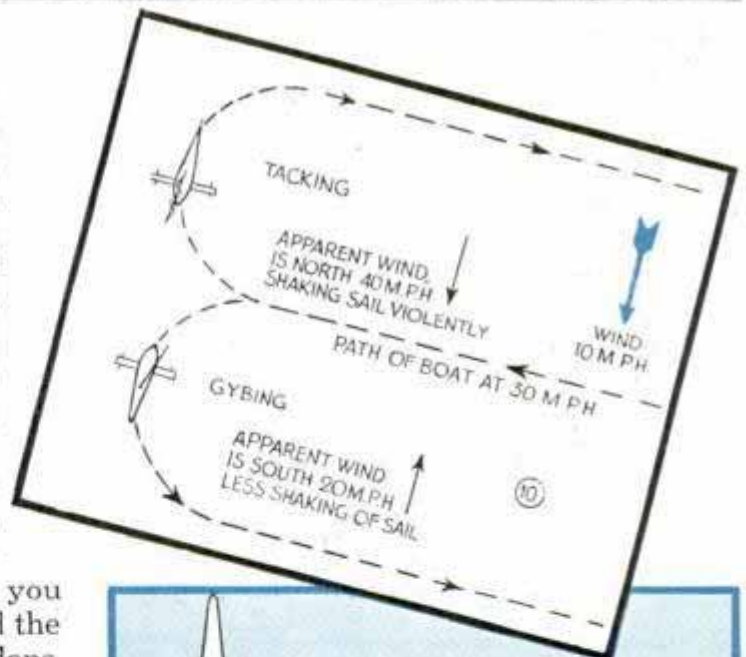 TACKING
APPARENT WIND,
IS NORTH 40 M.P.H
SHAKING SAIL VIOLENTLY
WIND
10 M P H
PATH OF BOAT AT 30 M P H
GYBING
APPARENT WIND
IS SOUTH 20M.P.H
LESS SHAKING OF SAIL
10
you
the